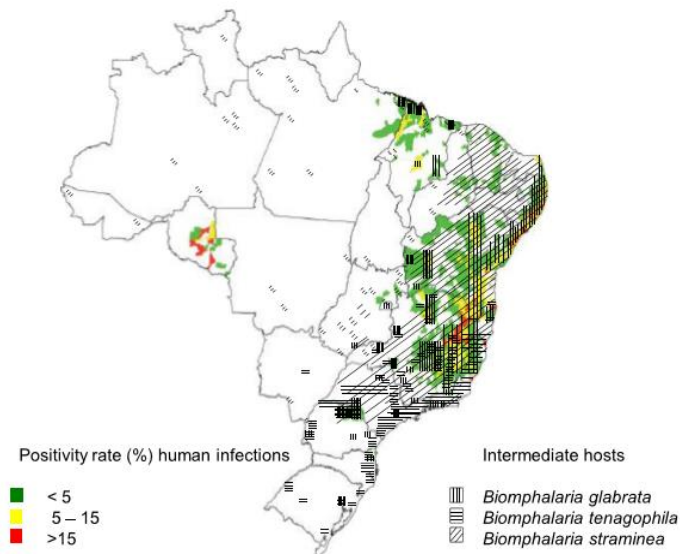 Positivity rate (%) human infections
< 5
5 – 15
>15
Intermediate hosts
Biomphalaria glabrata
Biomphalaria tenagophila
Biomphalaria straminea